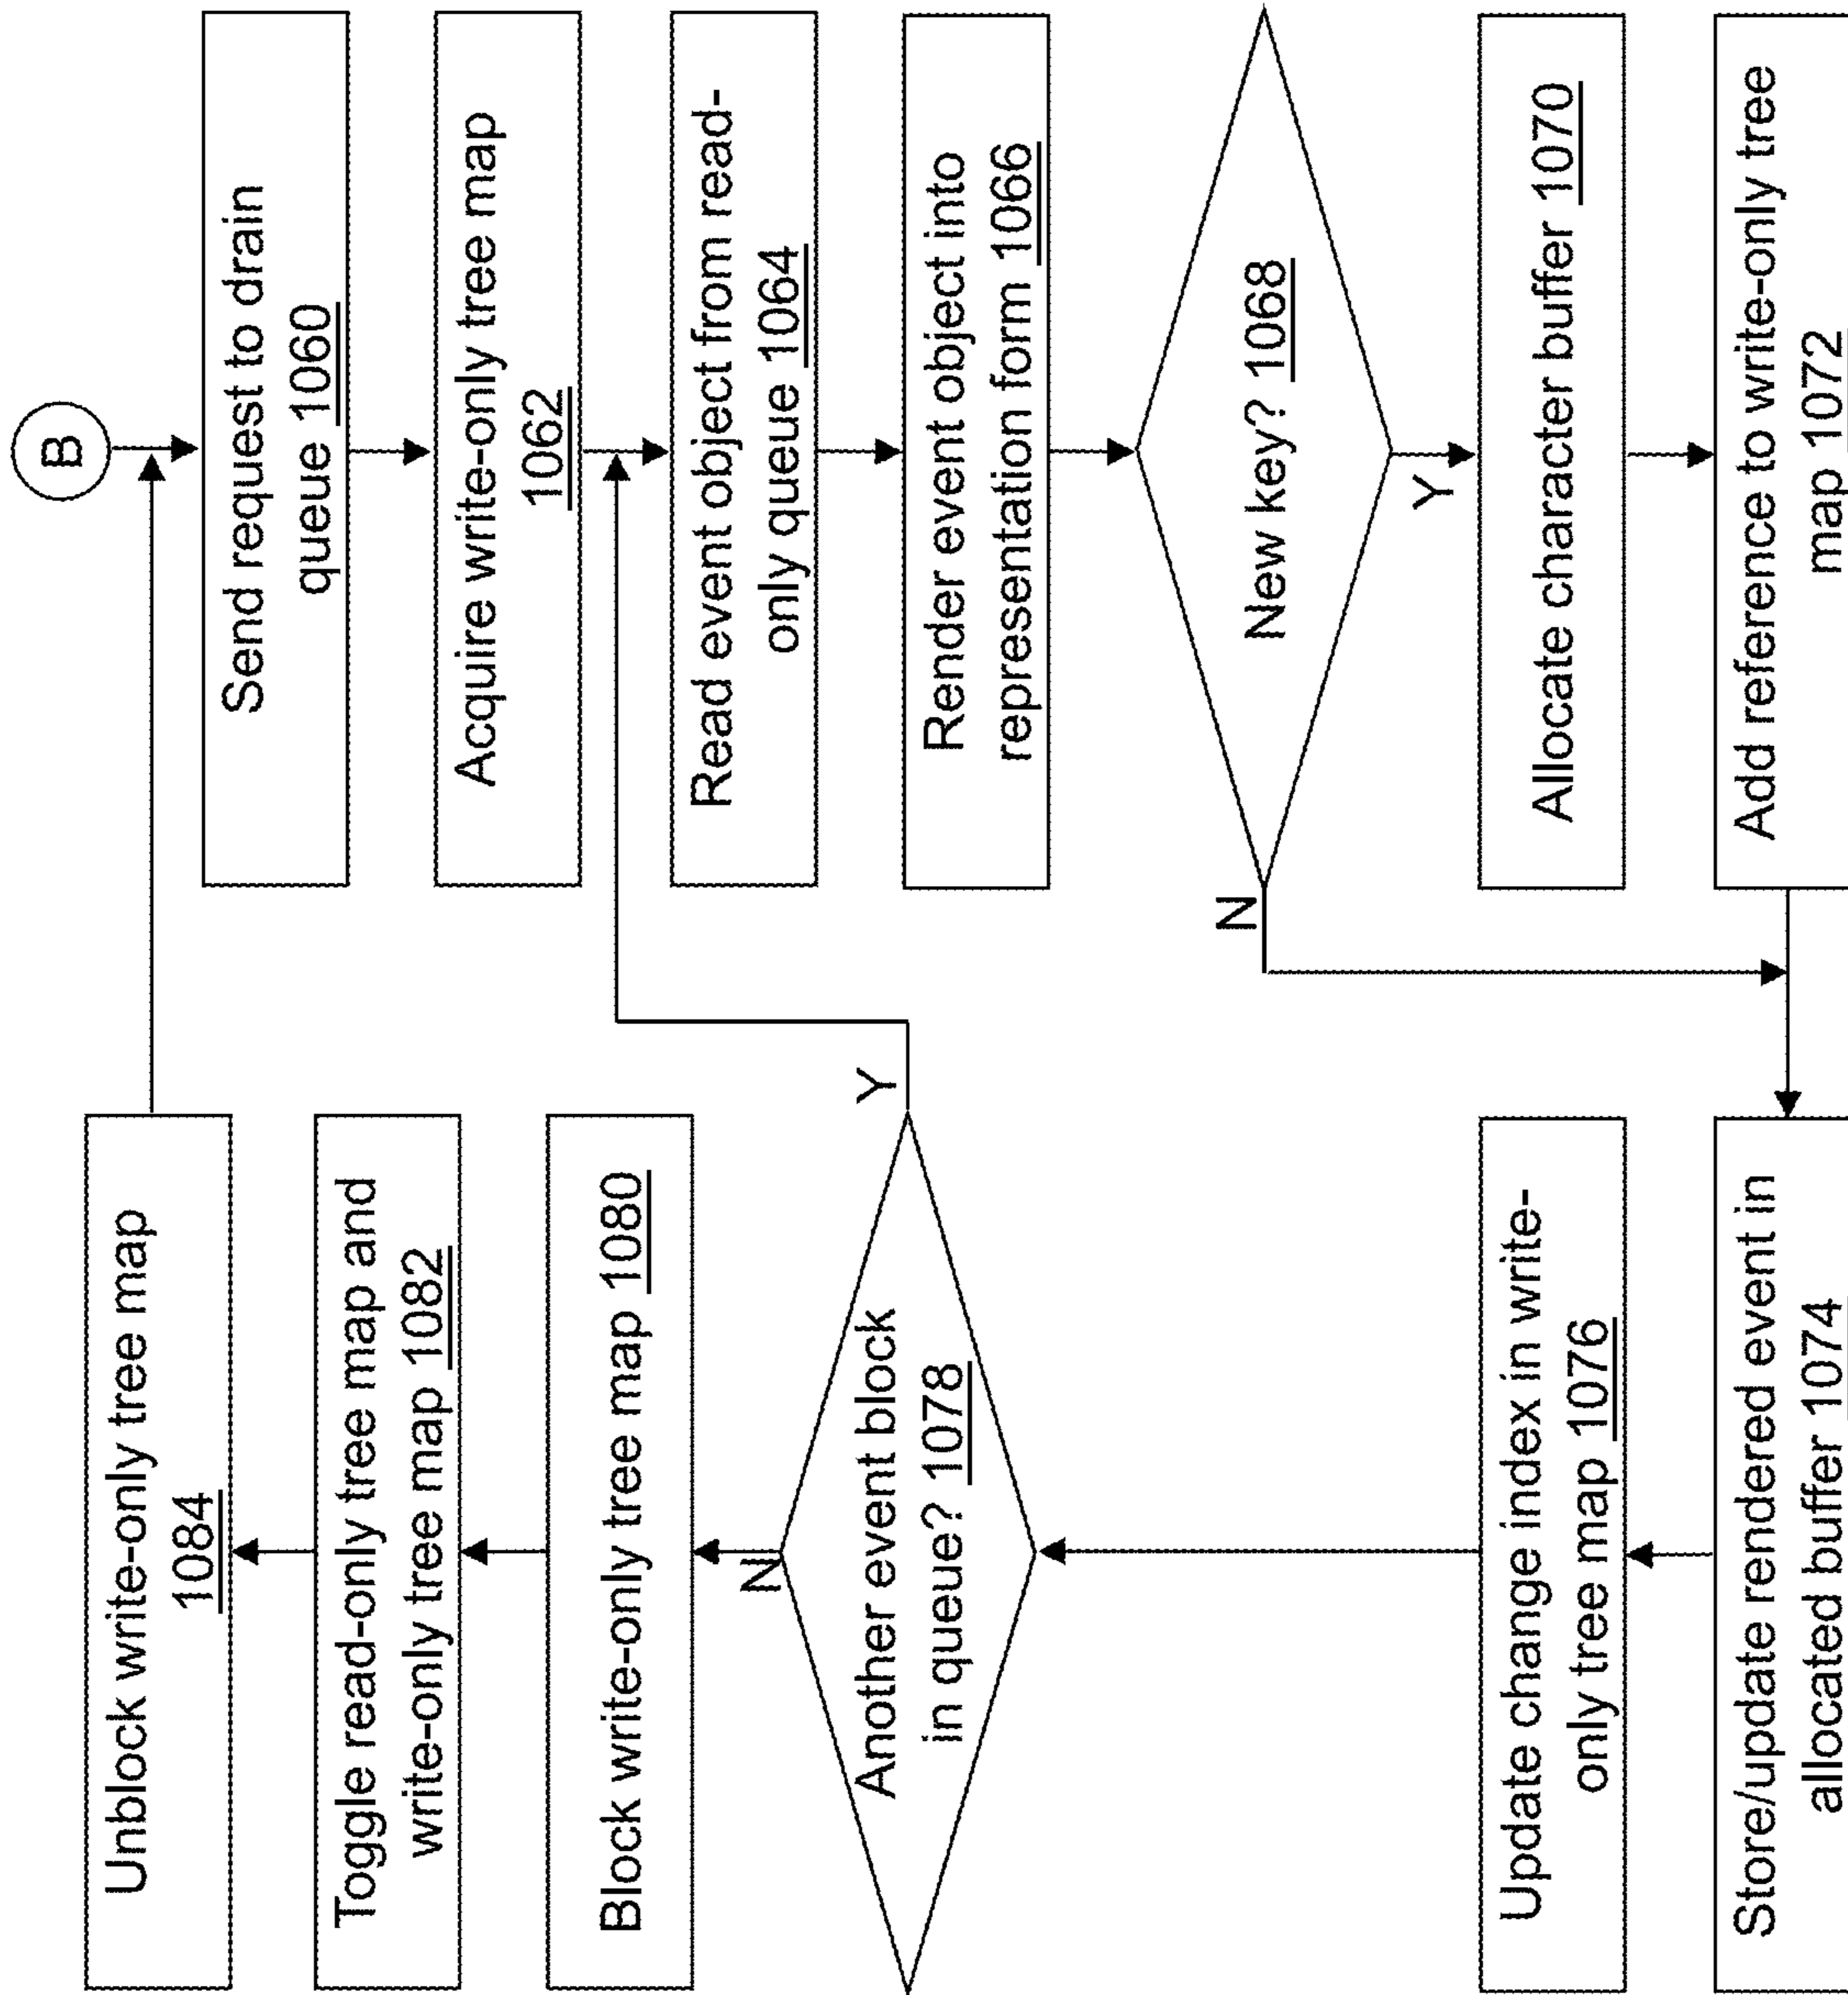 B
Send request to drain
queue 1060
Acquire write-only tree map
1062
Read event object from read-
only queue 1064
Render event object into
representation form 1066
New key? 1068
N
Y
Allocate character buffer 1070
Add reference to write-only tree
map 1072
Store/update rendered event in
allocated buffer 1074
Update change index in write-
only tree map 1076
Another event block
in queue? 1078
Y
N
Block write-only tree map 1080
Toggle read-only tree map and
write-only tree map 1082
Unblock write-only tree map
1084